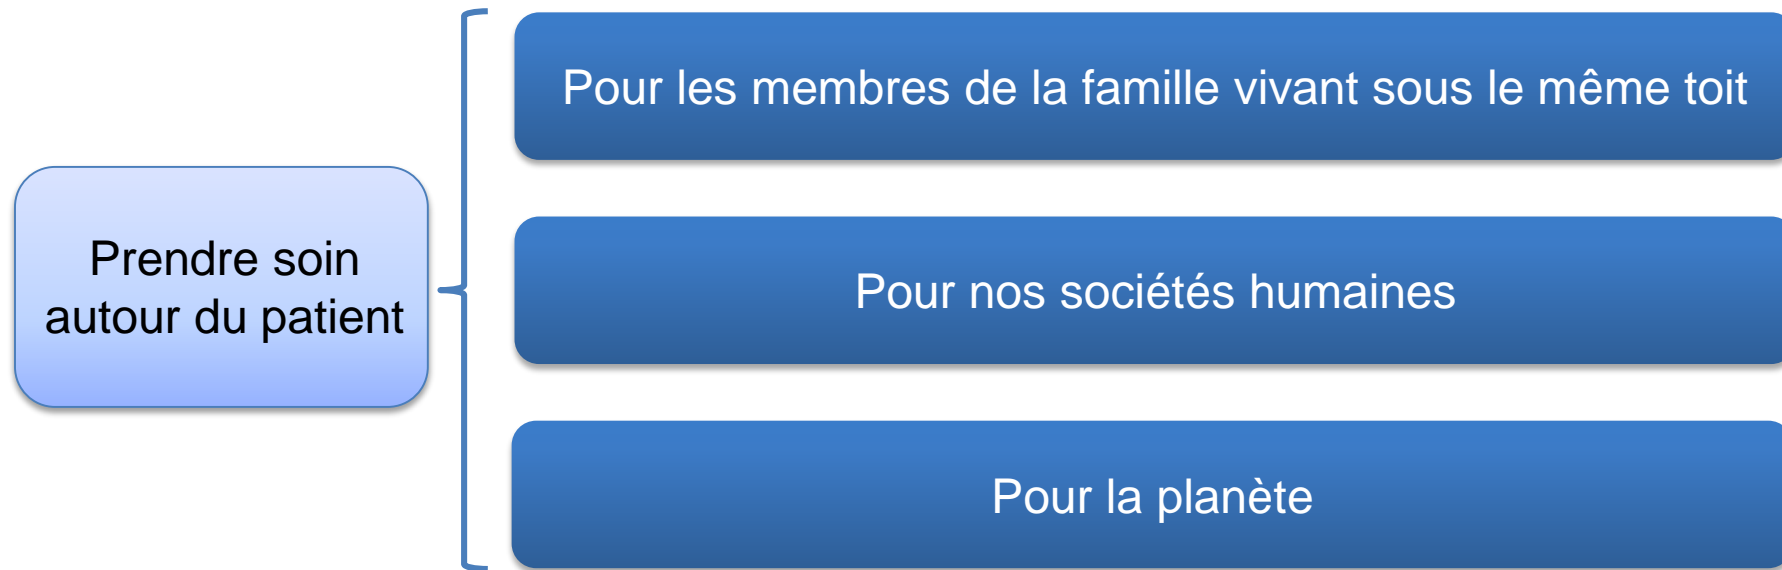 Prendre soin
autour du patient
Pour les membres de la famille vivant sous le même toit
Pour nos sociétés humaines
Pour la planète